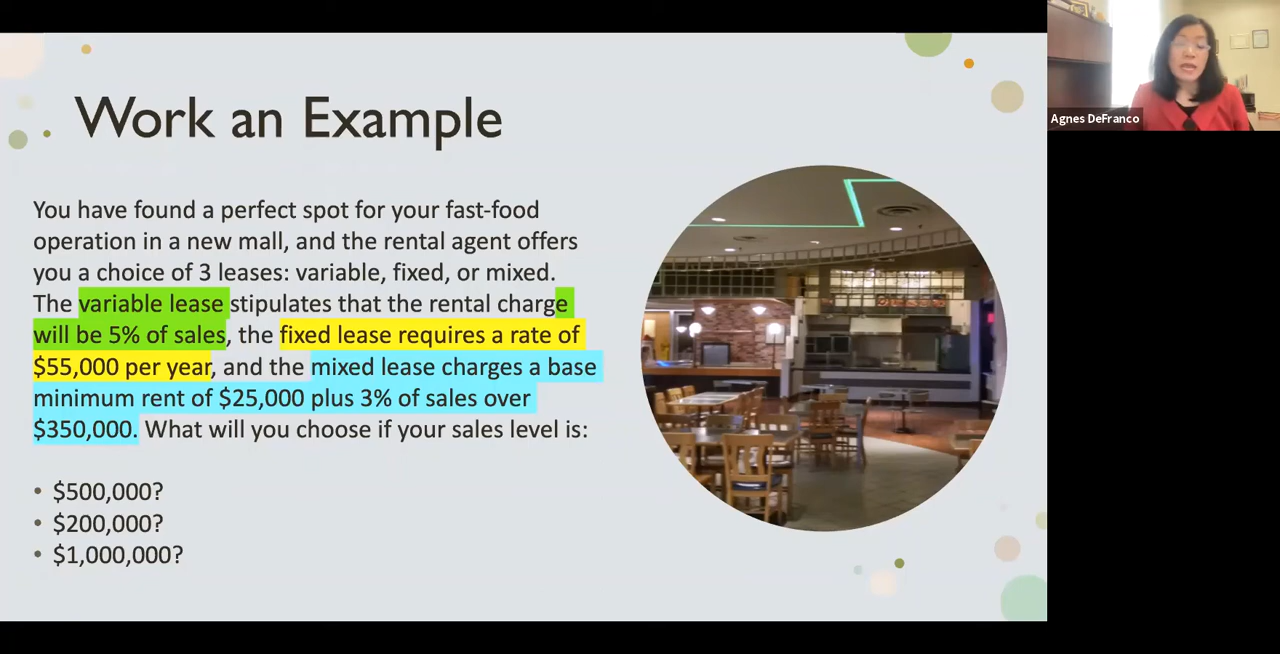 Work an Example
You have found a perfect spot for your fast-food
operation in a new mall, and the rental agent offers
you a choice of 3 leases: variable, fixed, or mixed.
The variable lease stipulates that the rental charge
will be 5% of sales, the fixed lease requires a rate of
$55,000 per year, and the mixed lease charges a base
minimum rent of $25,000 plus 3% of sales over
$350,000. What will you choose if your sales level is:
• $500,000?
• $200,000?
• $1,000,000?
Agnes DeFranco